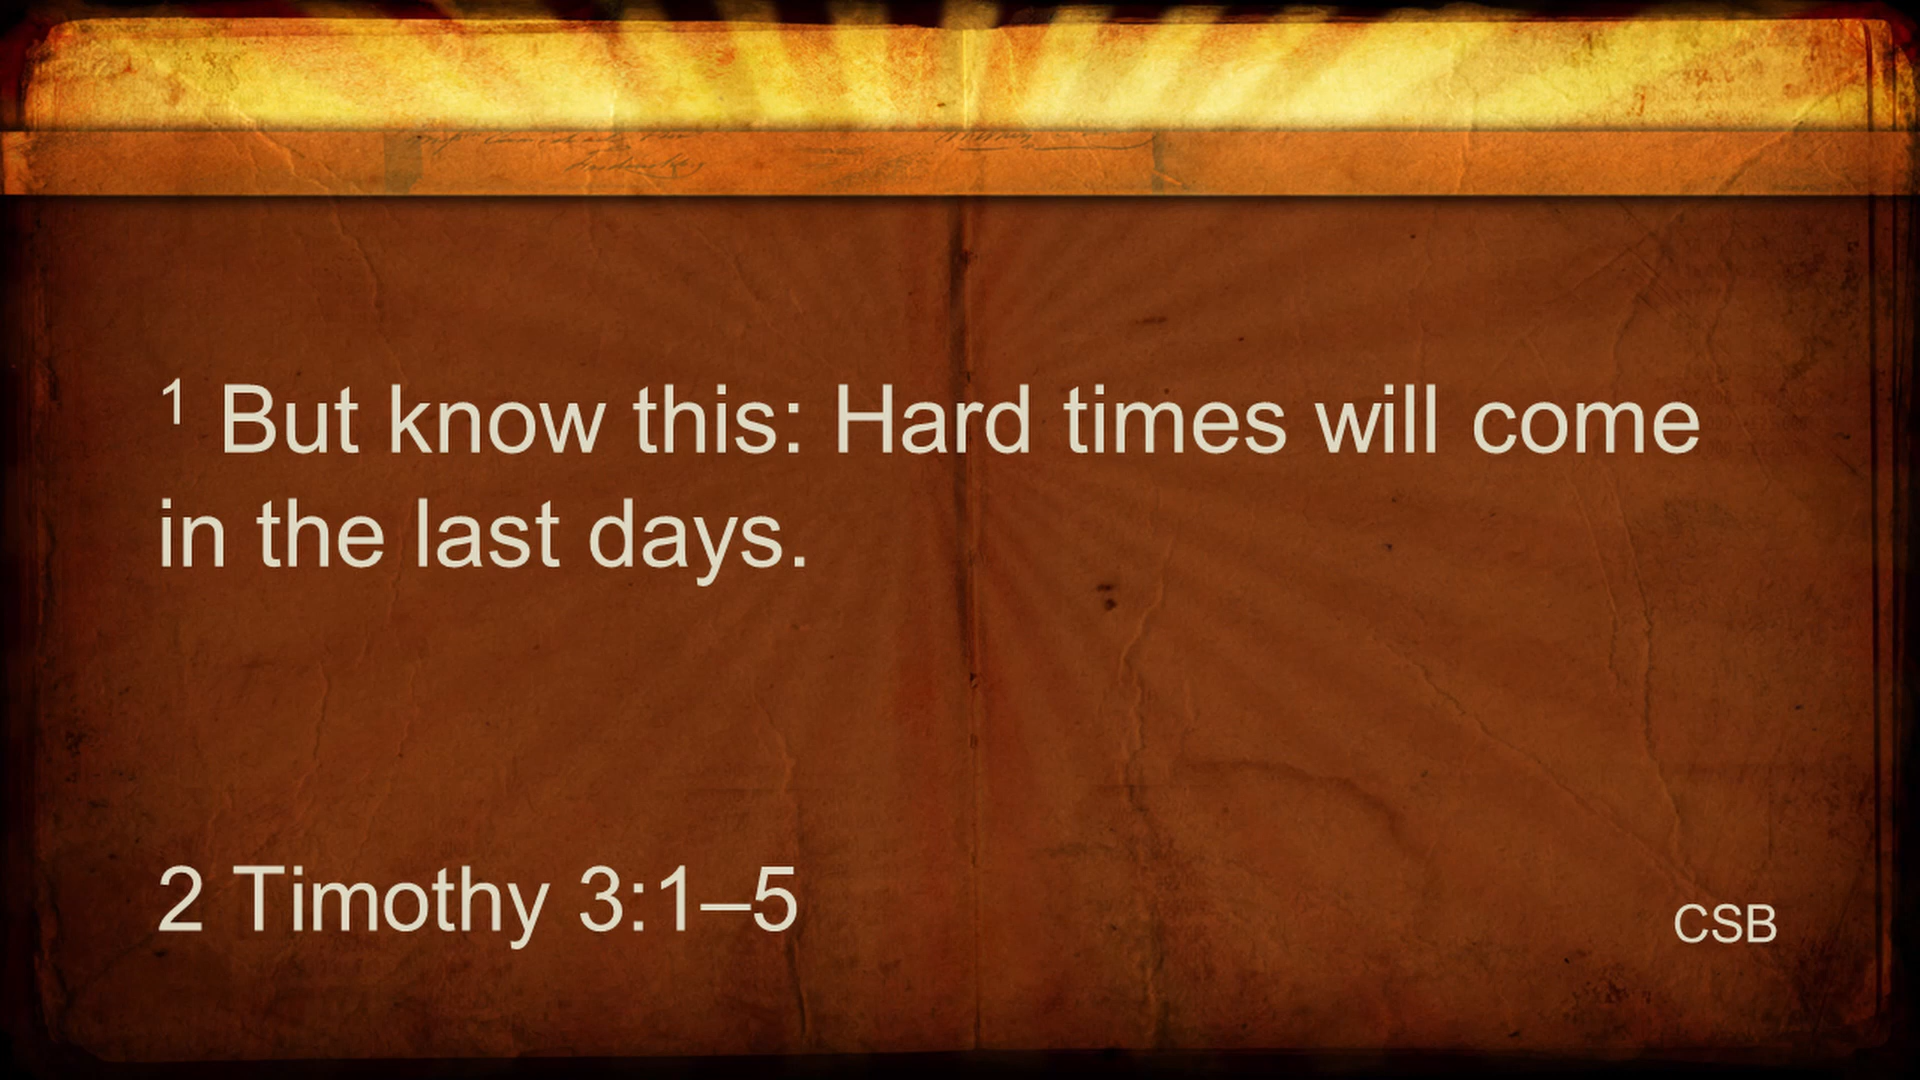 ¹ But know this: Hard times will come
in the last days.
2 Timothy 3:1–5
CSB